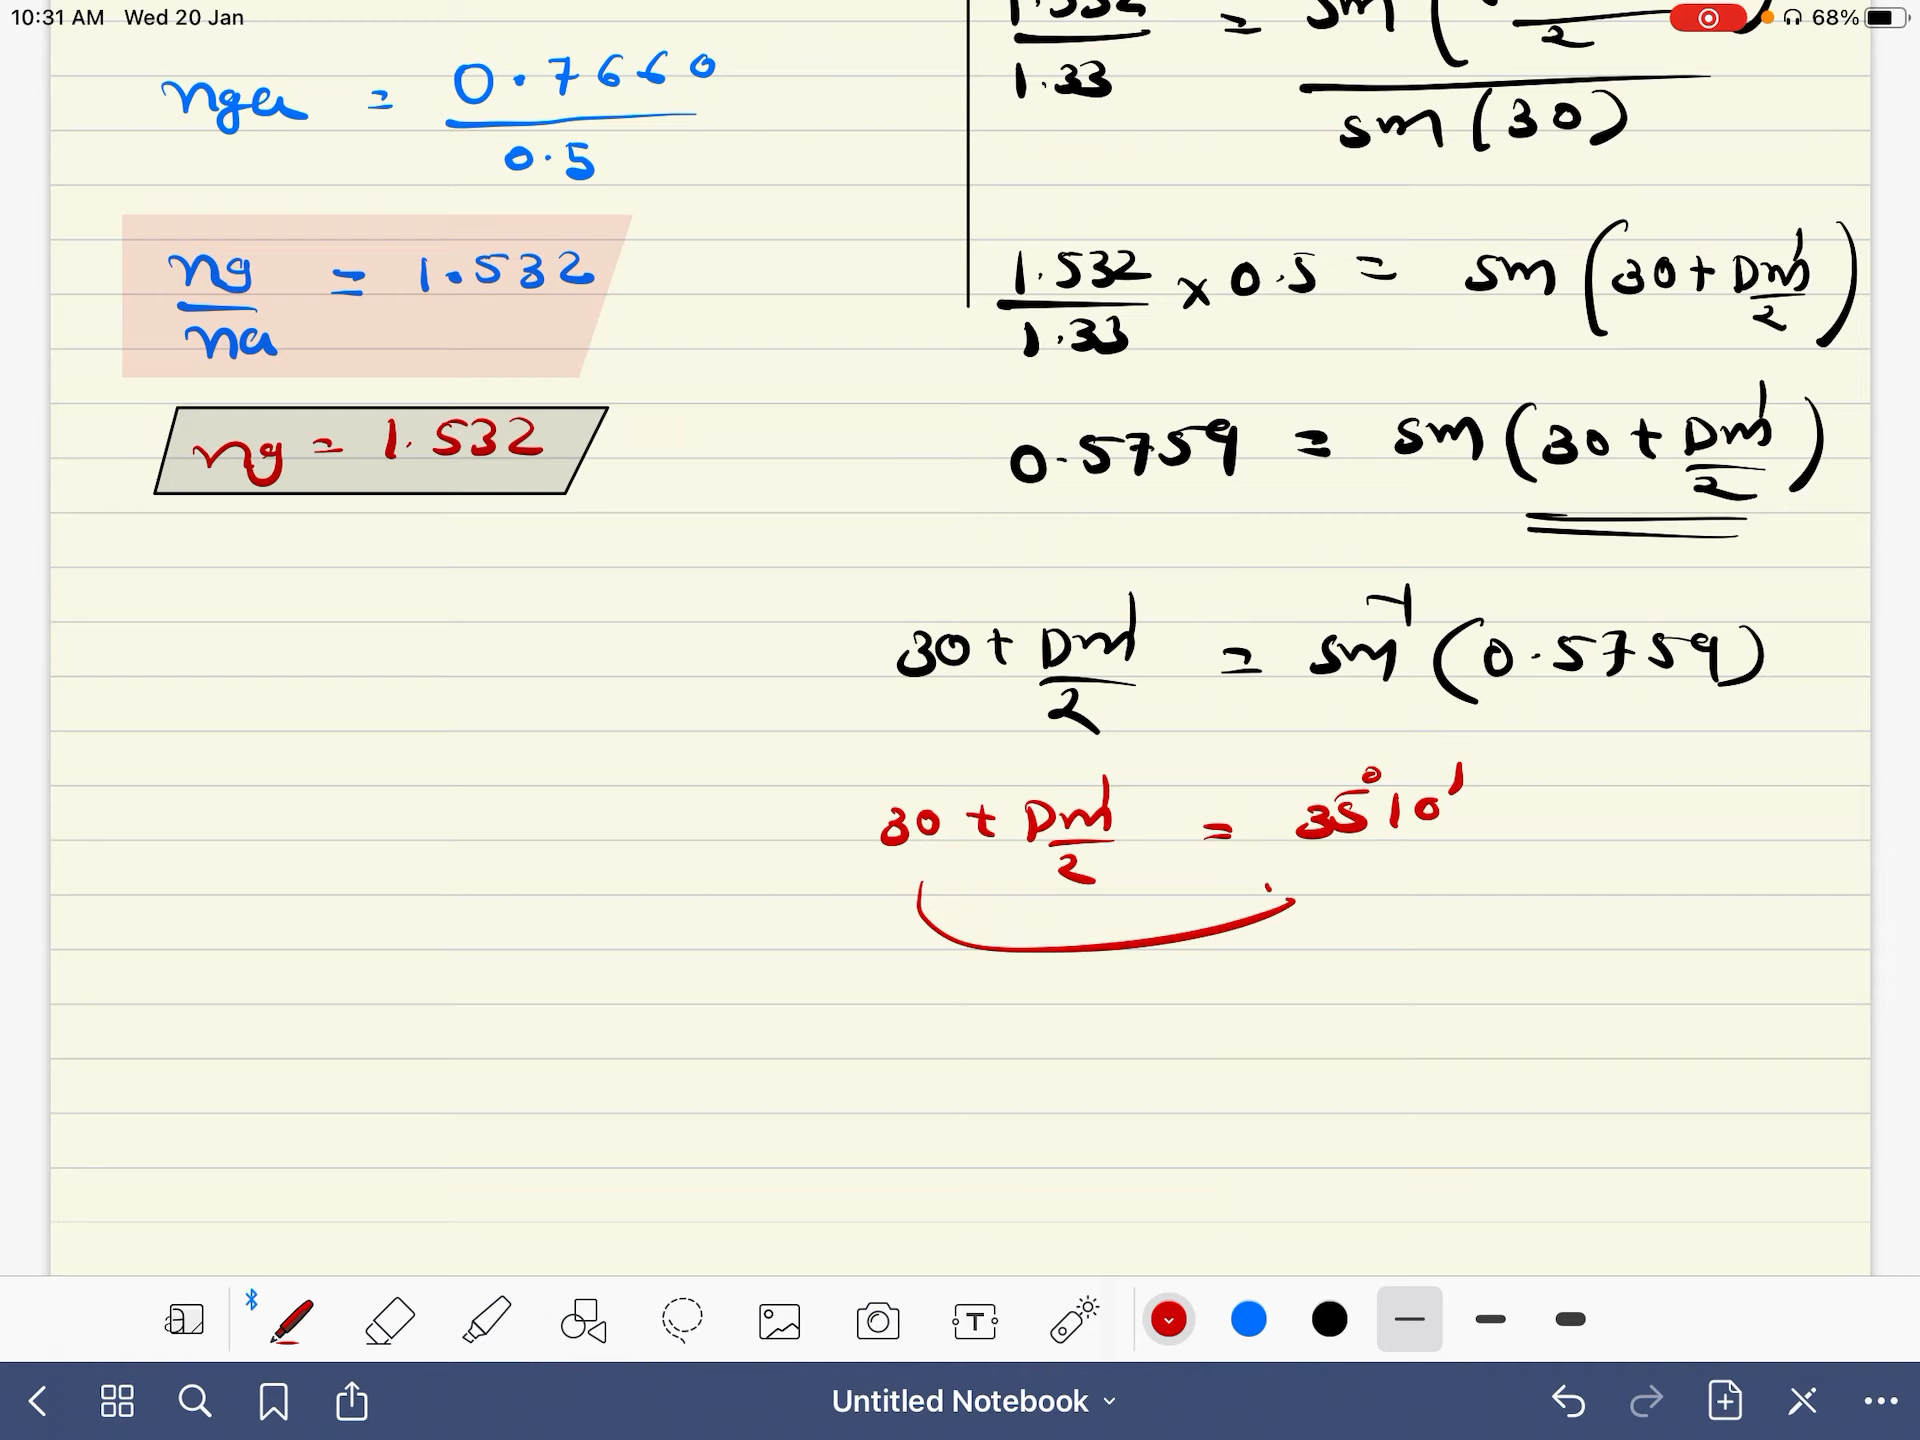 10:31 AM Wed 20 Jan
68%
nga = 0.7660 / 0.5
ng / na = 1.532
ng = 1.532
1.33
sin (30)
1.532 / 1.33 × 0.5 = sin (30 + Dm' / 2)
0.5759 = sin (30 + Dm' / 2)
30 + Dm' / 2 = sin⁻¹ (0.5759)
30 + Dm' / 2 = 35° 10'
Untitled Notebook